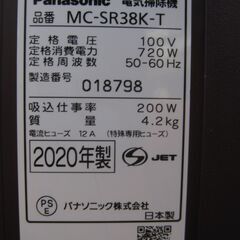 Panasonic 電気掃除機
品番 MC-SR38K-T
定格電圧 100V
定格消費電力 720W
定格周波数 50-60Hz
製造番号 018798
吸込仕事率 200W
質量 4.2kg
電流ヒューズ 12A (特殊専用ヒューズ)
2020年製
S JET
PS
E
パナソニック株式会社
日本製